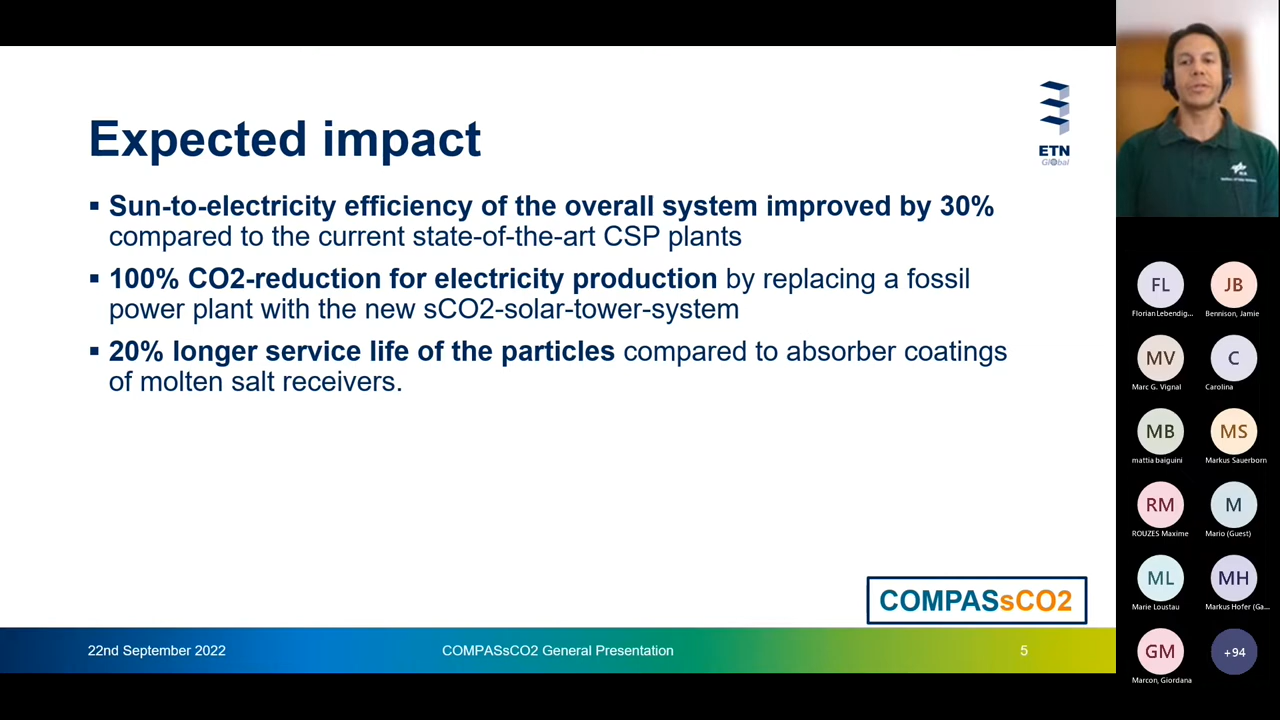 Expected impact
ETN
Global
▪ Sun-to-electricity efficiency of the overall system improved by 30%
compared to the current state-of-the-art CSP plants
▪ 100% CO2-reduction for electricity production by replacing a fossil
power plant with the new sCO2-solar-tower-system
▪ 20% longer service life of the particles compared to absorber coatings
of molten salt receivers.
COMPASsCO2
22nd September 2022
COMPASsCO2 General Presentation
5
FL
JB
Florian Lebendig...
Bennison, Jamie
MV
C
Marc G. Vignal
Carolina
MB
MS
mattia baiguini
Markus Sauerborn
RM
M
ROUZES Maxime
Mario (Guest)
ML
MH
Marie Loustau
Markus Hofer (Ga...
GM
+94
Marcon, Giordana